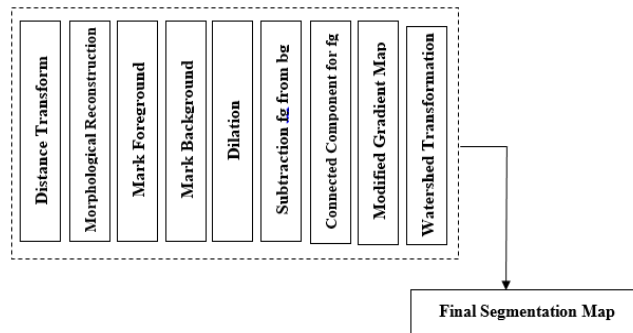 Distance Transform
Morphological Reconstruction
Mark Foreground
Mark Background
Dilation
Subtraction fg from bg
Connected Component for fg
Modified Gradient Map
Watershed Transformation
Final Segmentation Map